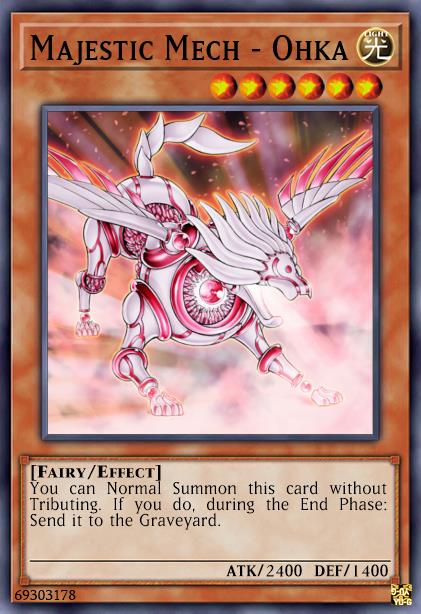 Majestic Mech - Ohka
LIGHT
光
[Fairy/Effect]
You can Normal Summon this card without
Tributing. If you do, during the End Phase:
Send it to the Graveyard.
ATK/2400 DEF/1400
69303178